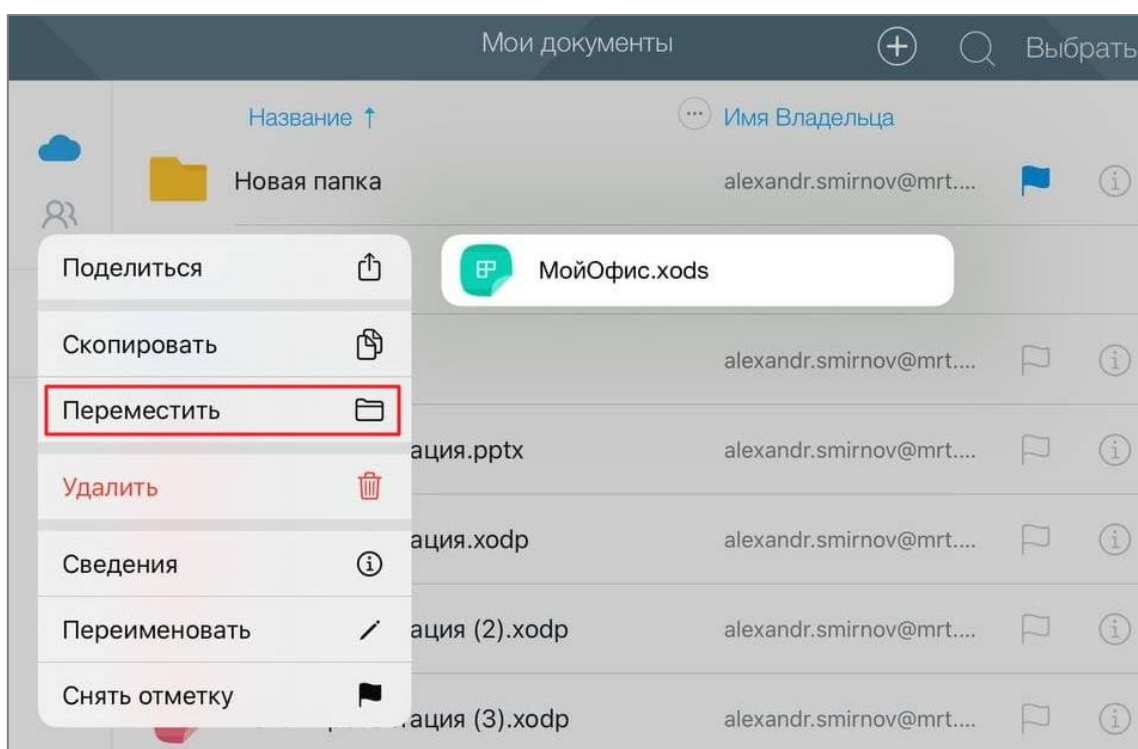 Мои документы
Выбрать
Название ↑
Имя Владельца
Новая папка
alexandr.smirnov@mrt....
Поделиться
МойОфис.xods
Скопировать
alexandr.smirnov@mrt....
Переместить
ация.pptx
alexandr.smirnov@mrt....
Удалить
ация.xodp
alexandr.smirnov@mrt....
Сведения
Переименовать
ация (2).xodp
alexandr.smirnov@mrt....
Снять отметку
ация (3).xodp
alexandr.smirnov@mrt....